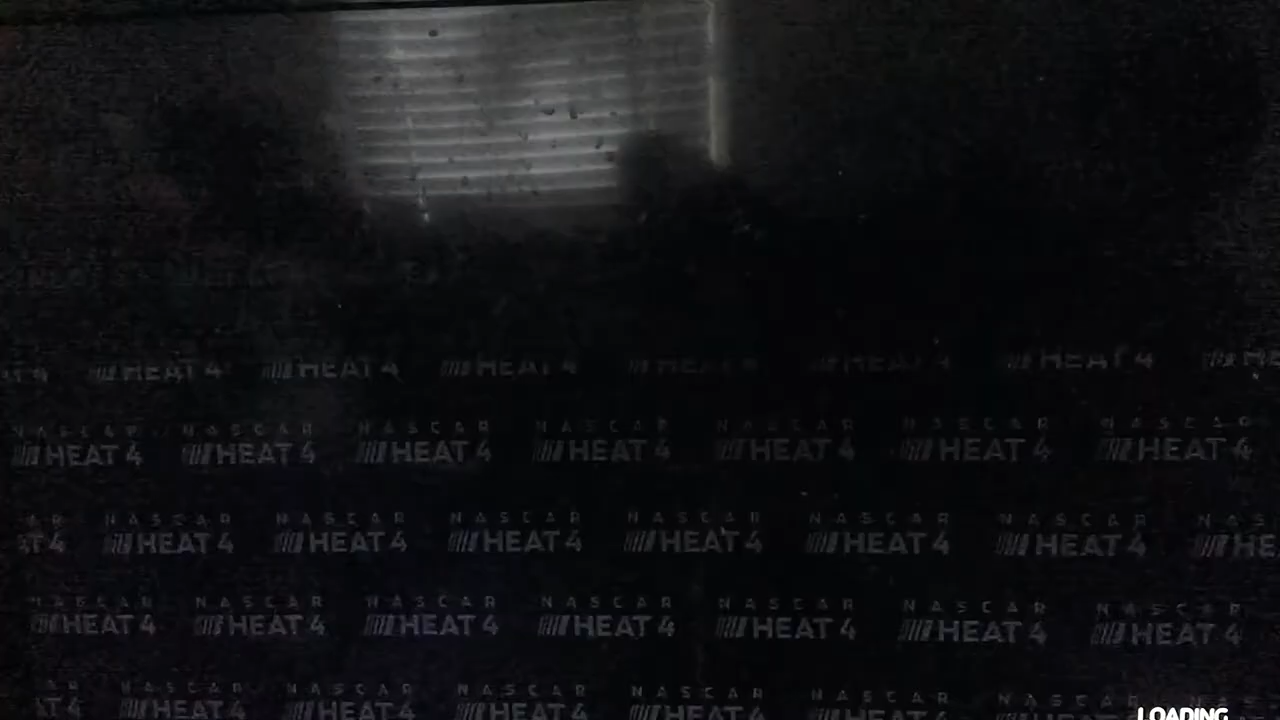 HEAT 4 HEAT 4 HEAT 4 HEAT 4
NASCAR NASCAR NASCAR NASCAR NASCAR NASCAR NASCAR
HEAT 4 HEAT 4 HEAT 4 HEAT 4 HEAT 4 HEAT 4 HEAT 4
NASCAR NASCAR NASCAR NASCAR NASCAR NASCAR NAS
HEAT 4 HEAT 4 HEAT 4 HEAT 4 HEAT 4 HEAT 4 HE
NASCAR NASCAR NASCAR NASCAR NASCAR NASCAR NASCAR
HEAT 4 HEAT 4 HEAT 4 HEAT 4 HEAT 4 HEAT 4 HEAT 4
NASCAR NASCAR NASCAR NASCAR NASCAR
HEAT 4 HEAT 4 HEAT 4 HEAT 4 HEAT 4
LOADING